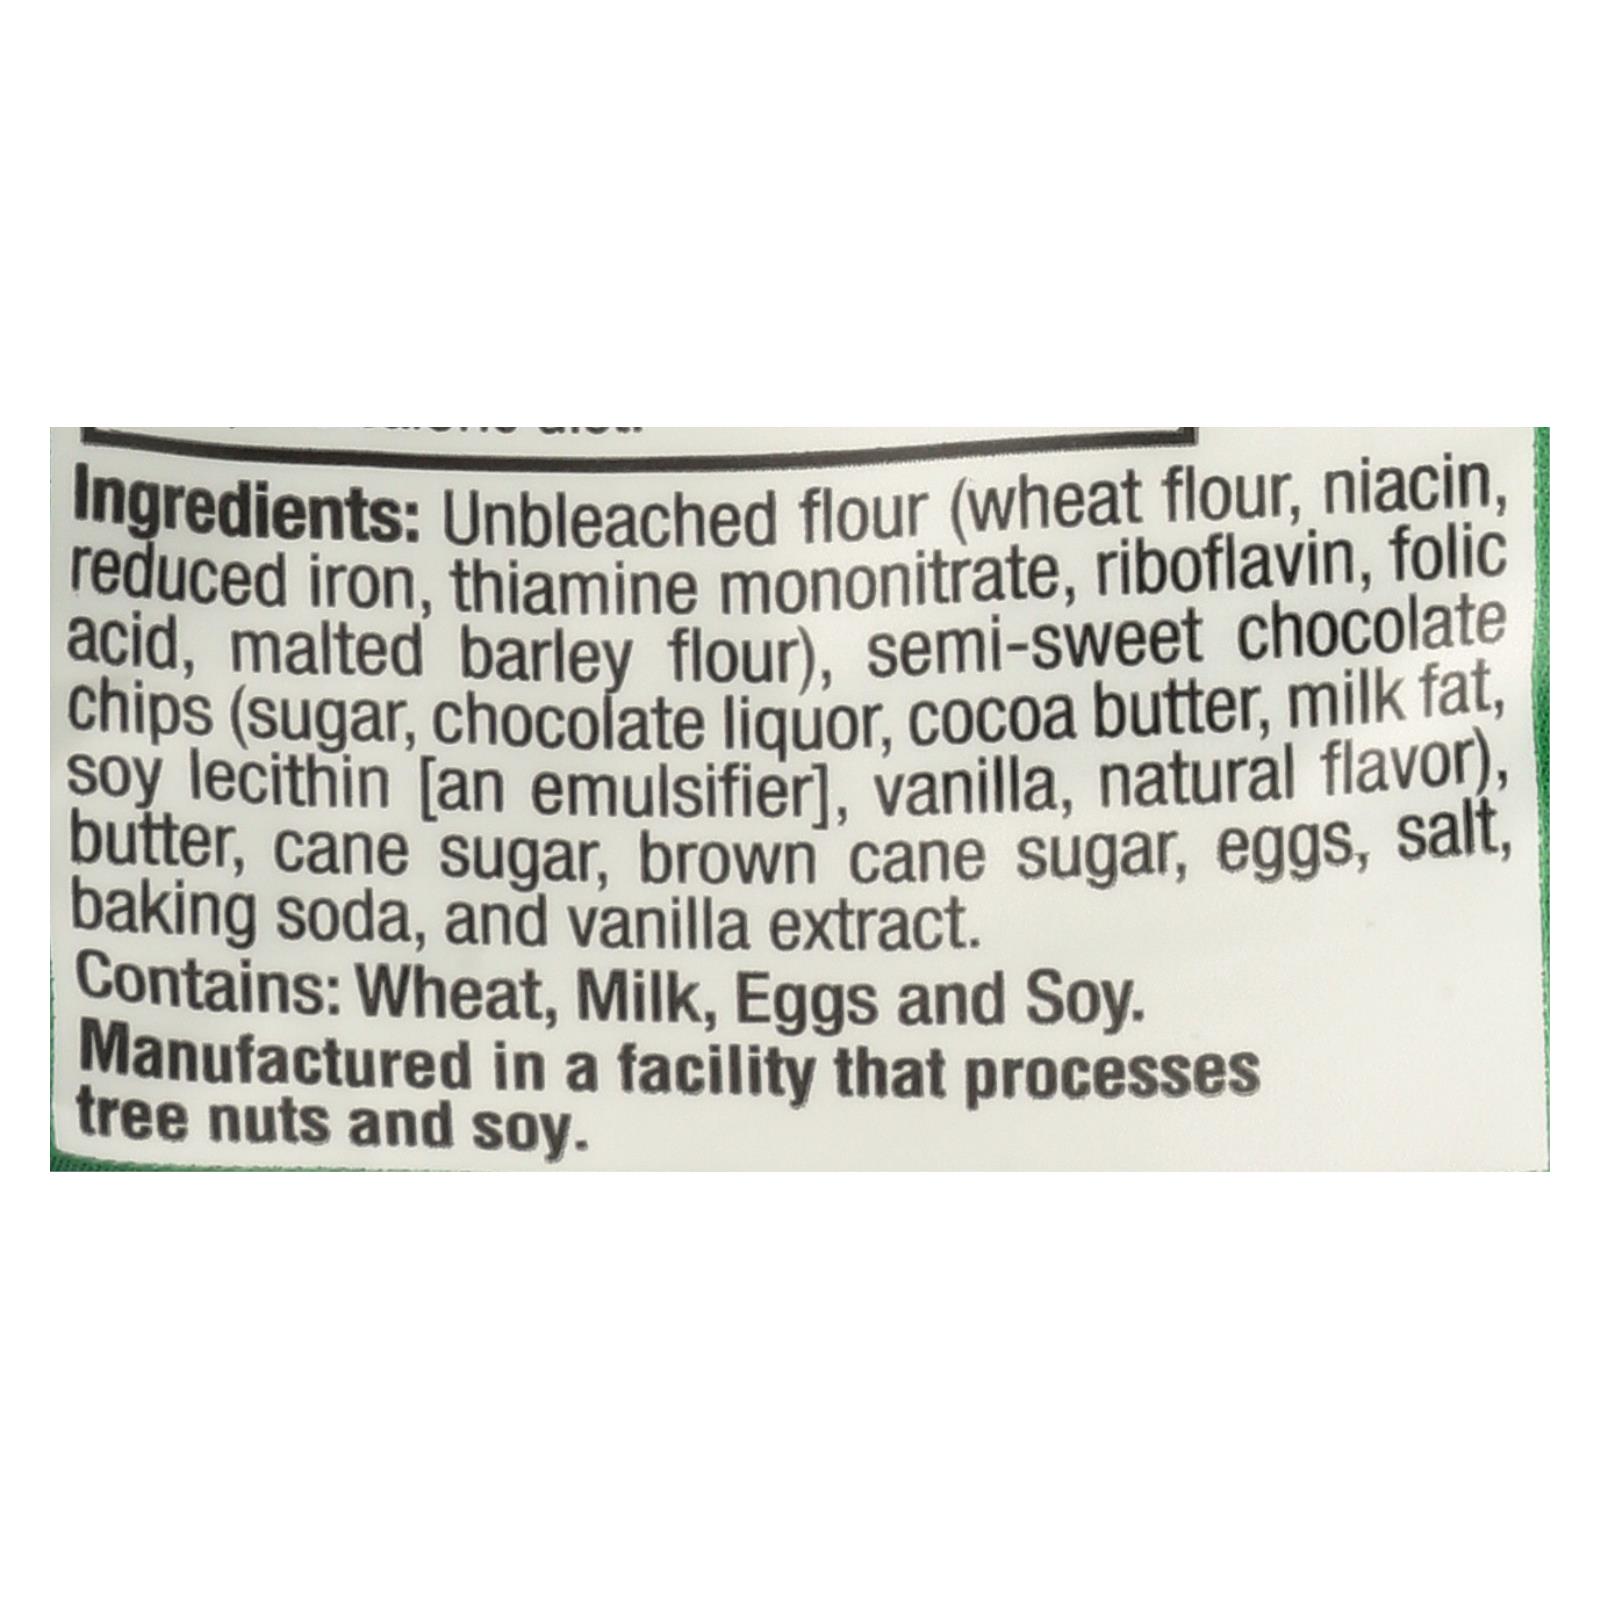 Ingredients: Unbleached flour (wheat flour, niacin,
reduced iron, thiamine mononitrate, riboflavin, folic
acid, malted barley flour), semi-sweet chocolate
chips (sugar, chocolate liquor, cocoa butter, milk fat,
soy lecithin [an emulsifier], vanilla, natural flavor),
butter, cane sugar, brown cane sugar, eggs, salt,
baking soda, and vanilla extract.
Contains: Wheat, Milk, Eggs and Soy.
Manufactured in a facility that processes
tree nuts and soy.